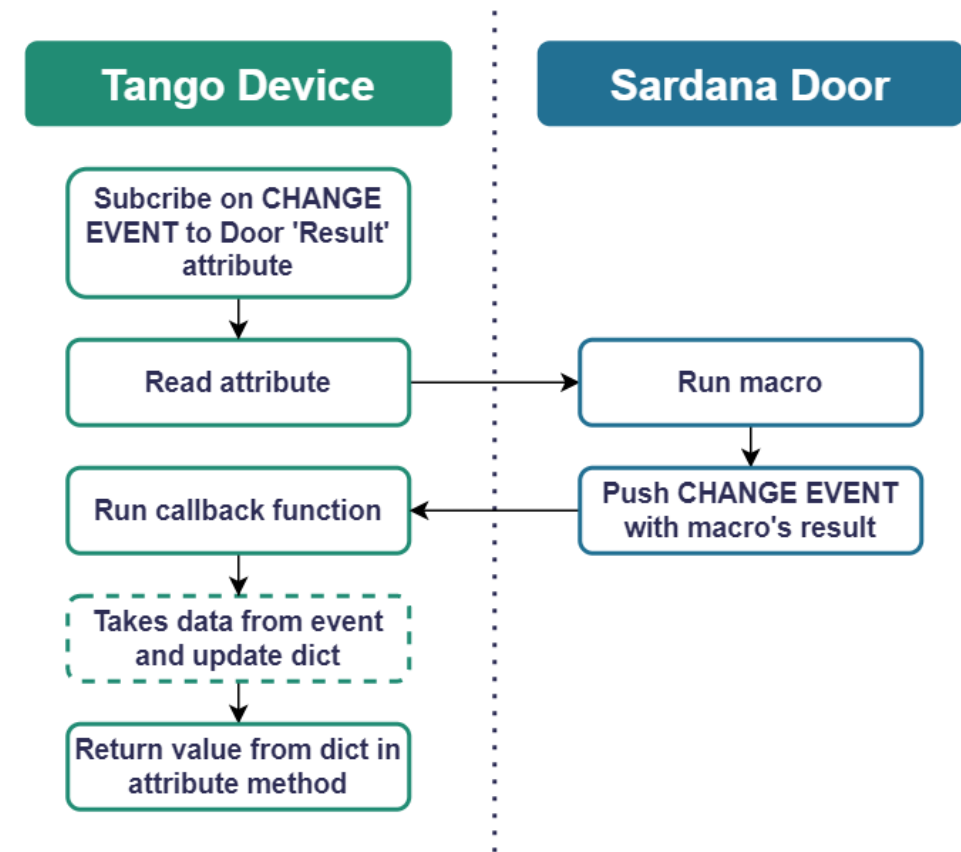 Tango Device
Sardana Door
Subcribe on CHANGE
EVENT to Door 'Result'
attribute
Read attribute
Run macro
Run callback function
Push CHANGE EVENT
with macro's result
Takes data from event
and update dict
Return value from dict in
attribute method